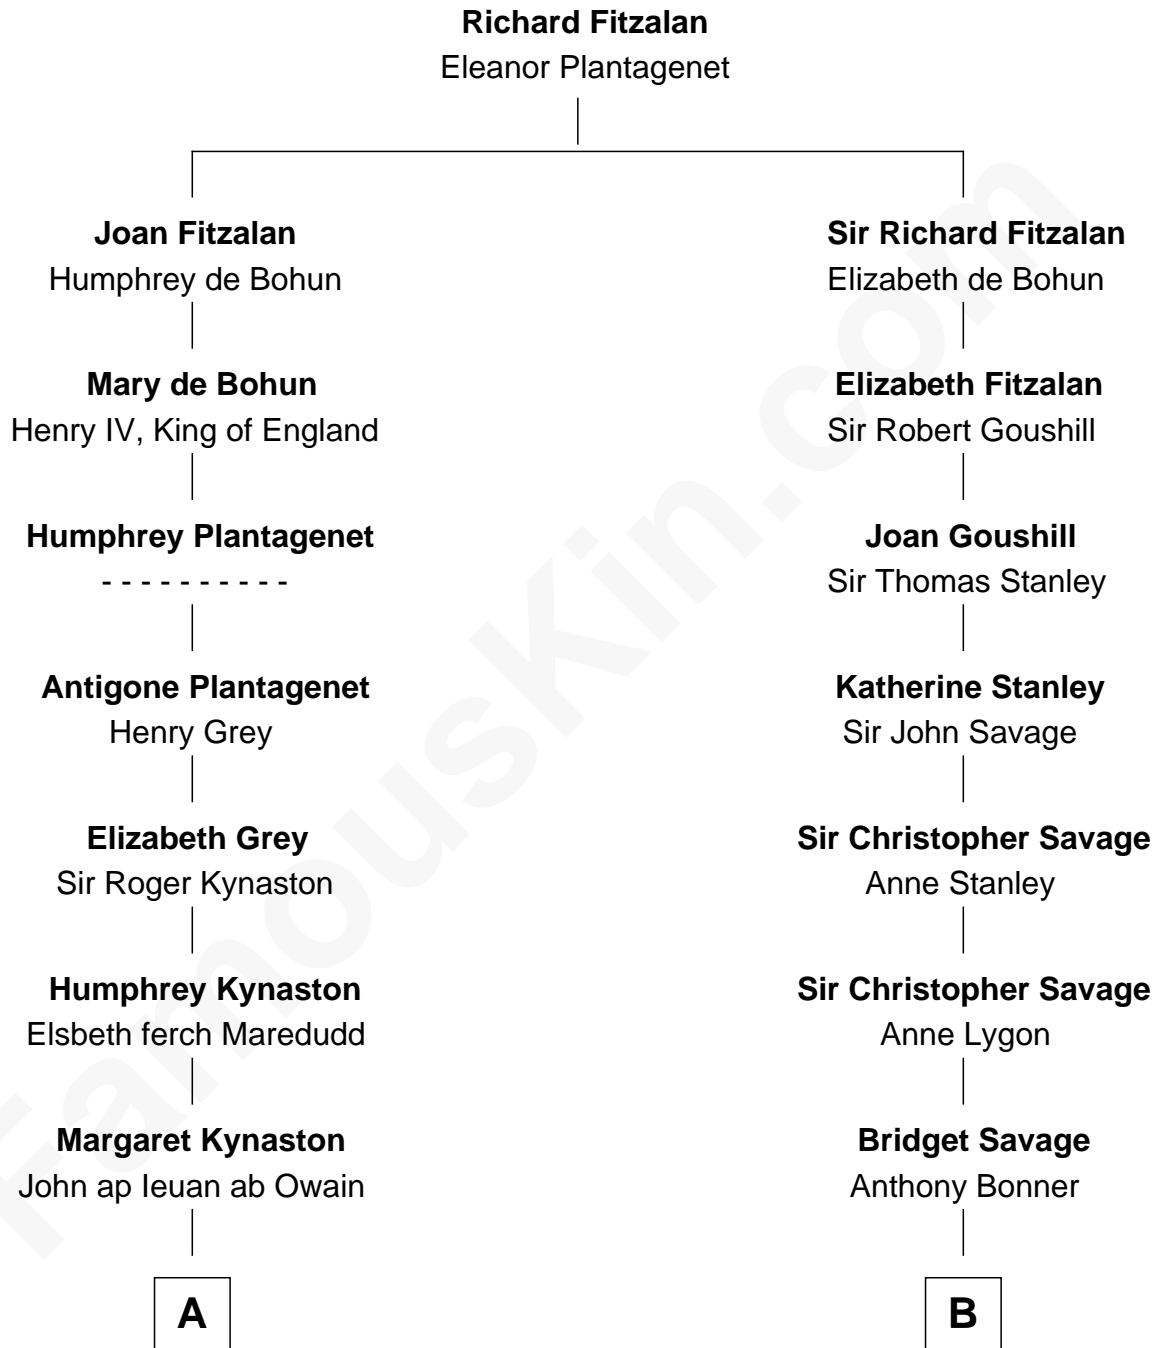 Richard Fitzalan
Eleanor Plantagenet
Joan Fitzalan
Humphrey de Bohun
Sir Richard Fitzalan
Elizabeth de Bohun
Mary de Bohun
Henry IV, King of England
Elizabeth Fitzalan
Sir Robert Goushill
Humphrey Plantagenet
- - - - - - - - - -
Joan Goushill
Sir Thomas Stanley
Antigone Plantagenet
Henry Grey
Katherine Stanley
Sir John Savage
Elizabeth Grey
Sir Roger Kynaston
Sir Christopher Savage
Anne Stanley
Humphrey Kynaston
Elsbeth ferch Maredudd
Sir Christopher Savage
Anne Lygon
Margaret Kynaston
John ap Ieuan ab Owain
Bridget Savage
Anthony Bonner
A
B
FamousKin.com